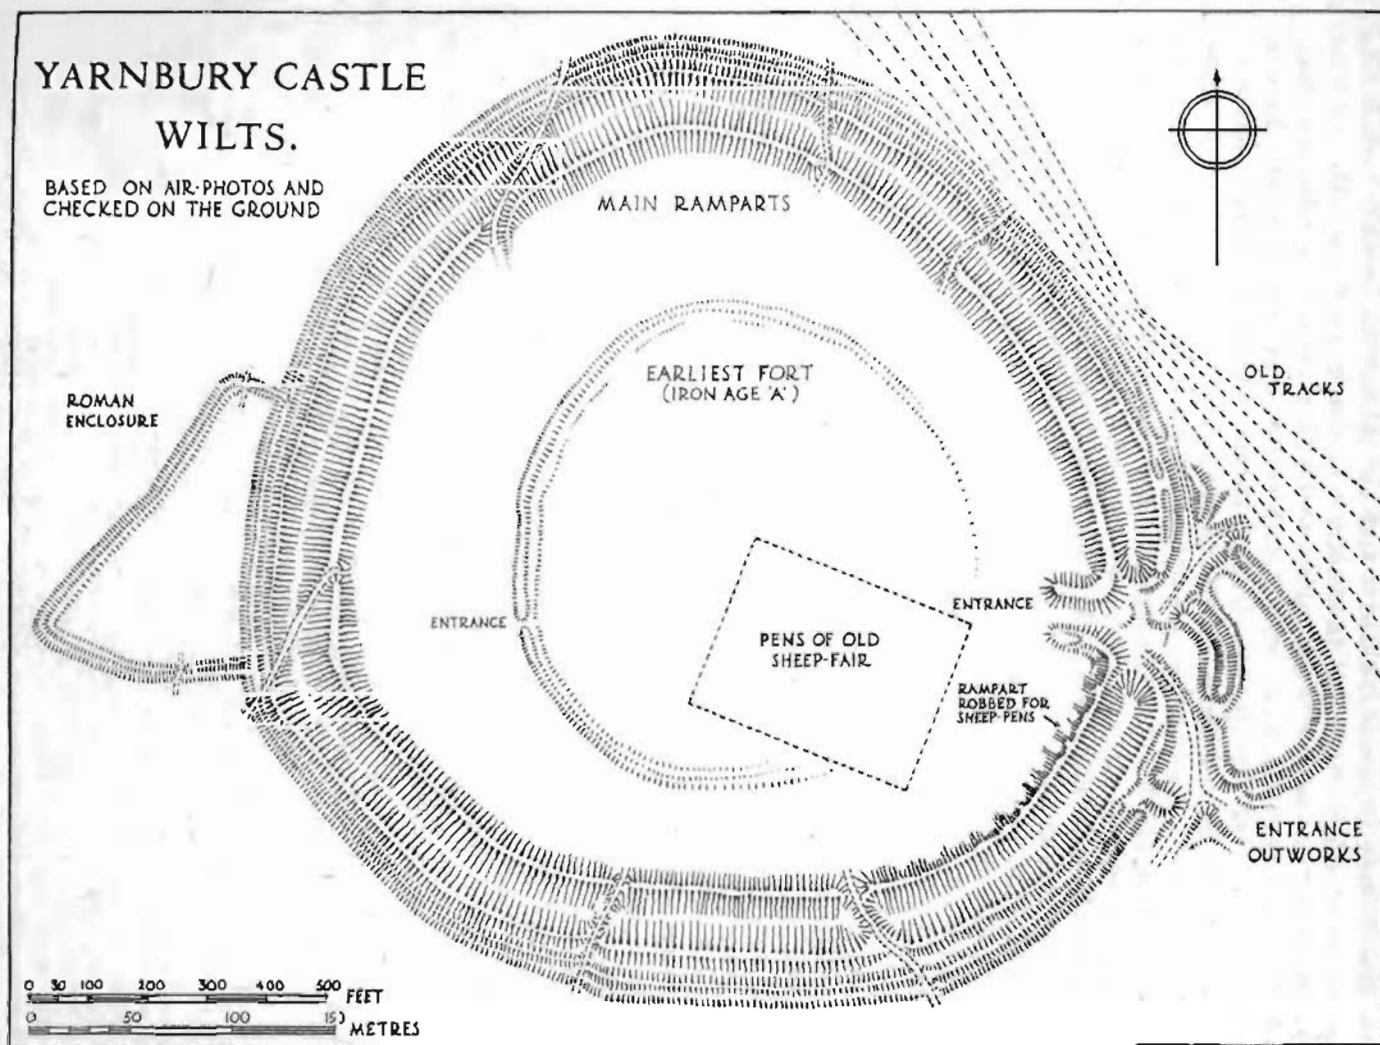 YARNBURY CASTLE
WILTS.
BASED ON AIR-PHOTOS AND
CHECKED ON THE GROUND
MAIN RAMPARTS
EARLIEST FORT
(IRON AGE 'A')
ROMAN
ENCLOSURE
OLD
TRACKS
ENTRANCE
ENTRANCE
PENS OF OLD
SHEEP-FAIR
RAMPART
ROBBED FOR
SHEEP-PENS
ENTRANCE
OUTWORKS
0 50 100 200 300 400 500 FEET
0 50 100 150 METRES